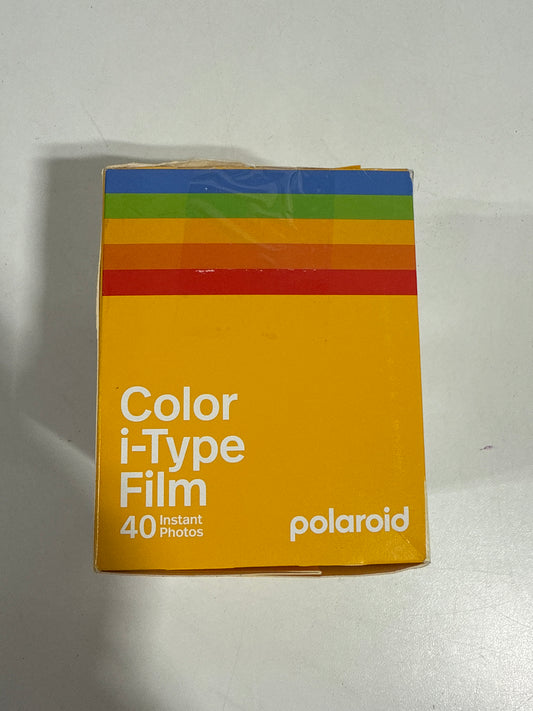 Color
i-Type
Film
40 Instant
Photos
polaroid